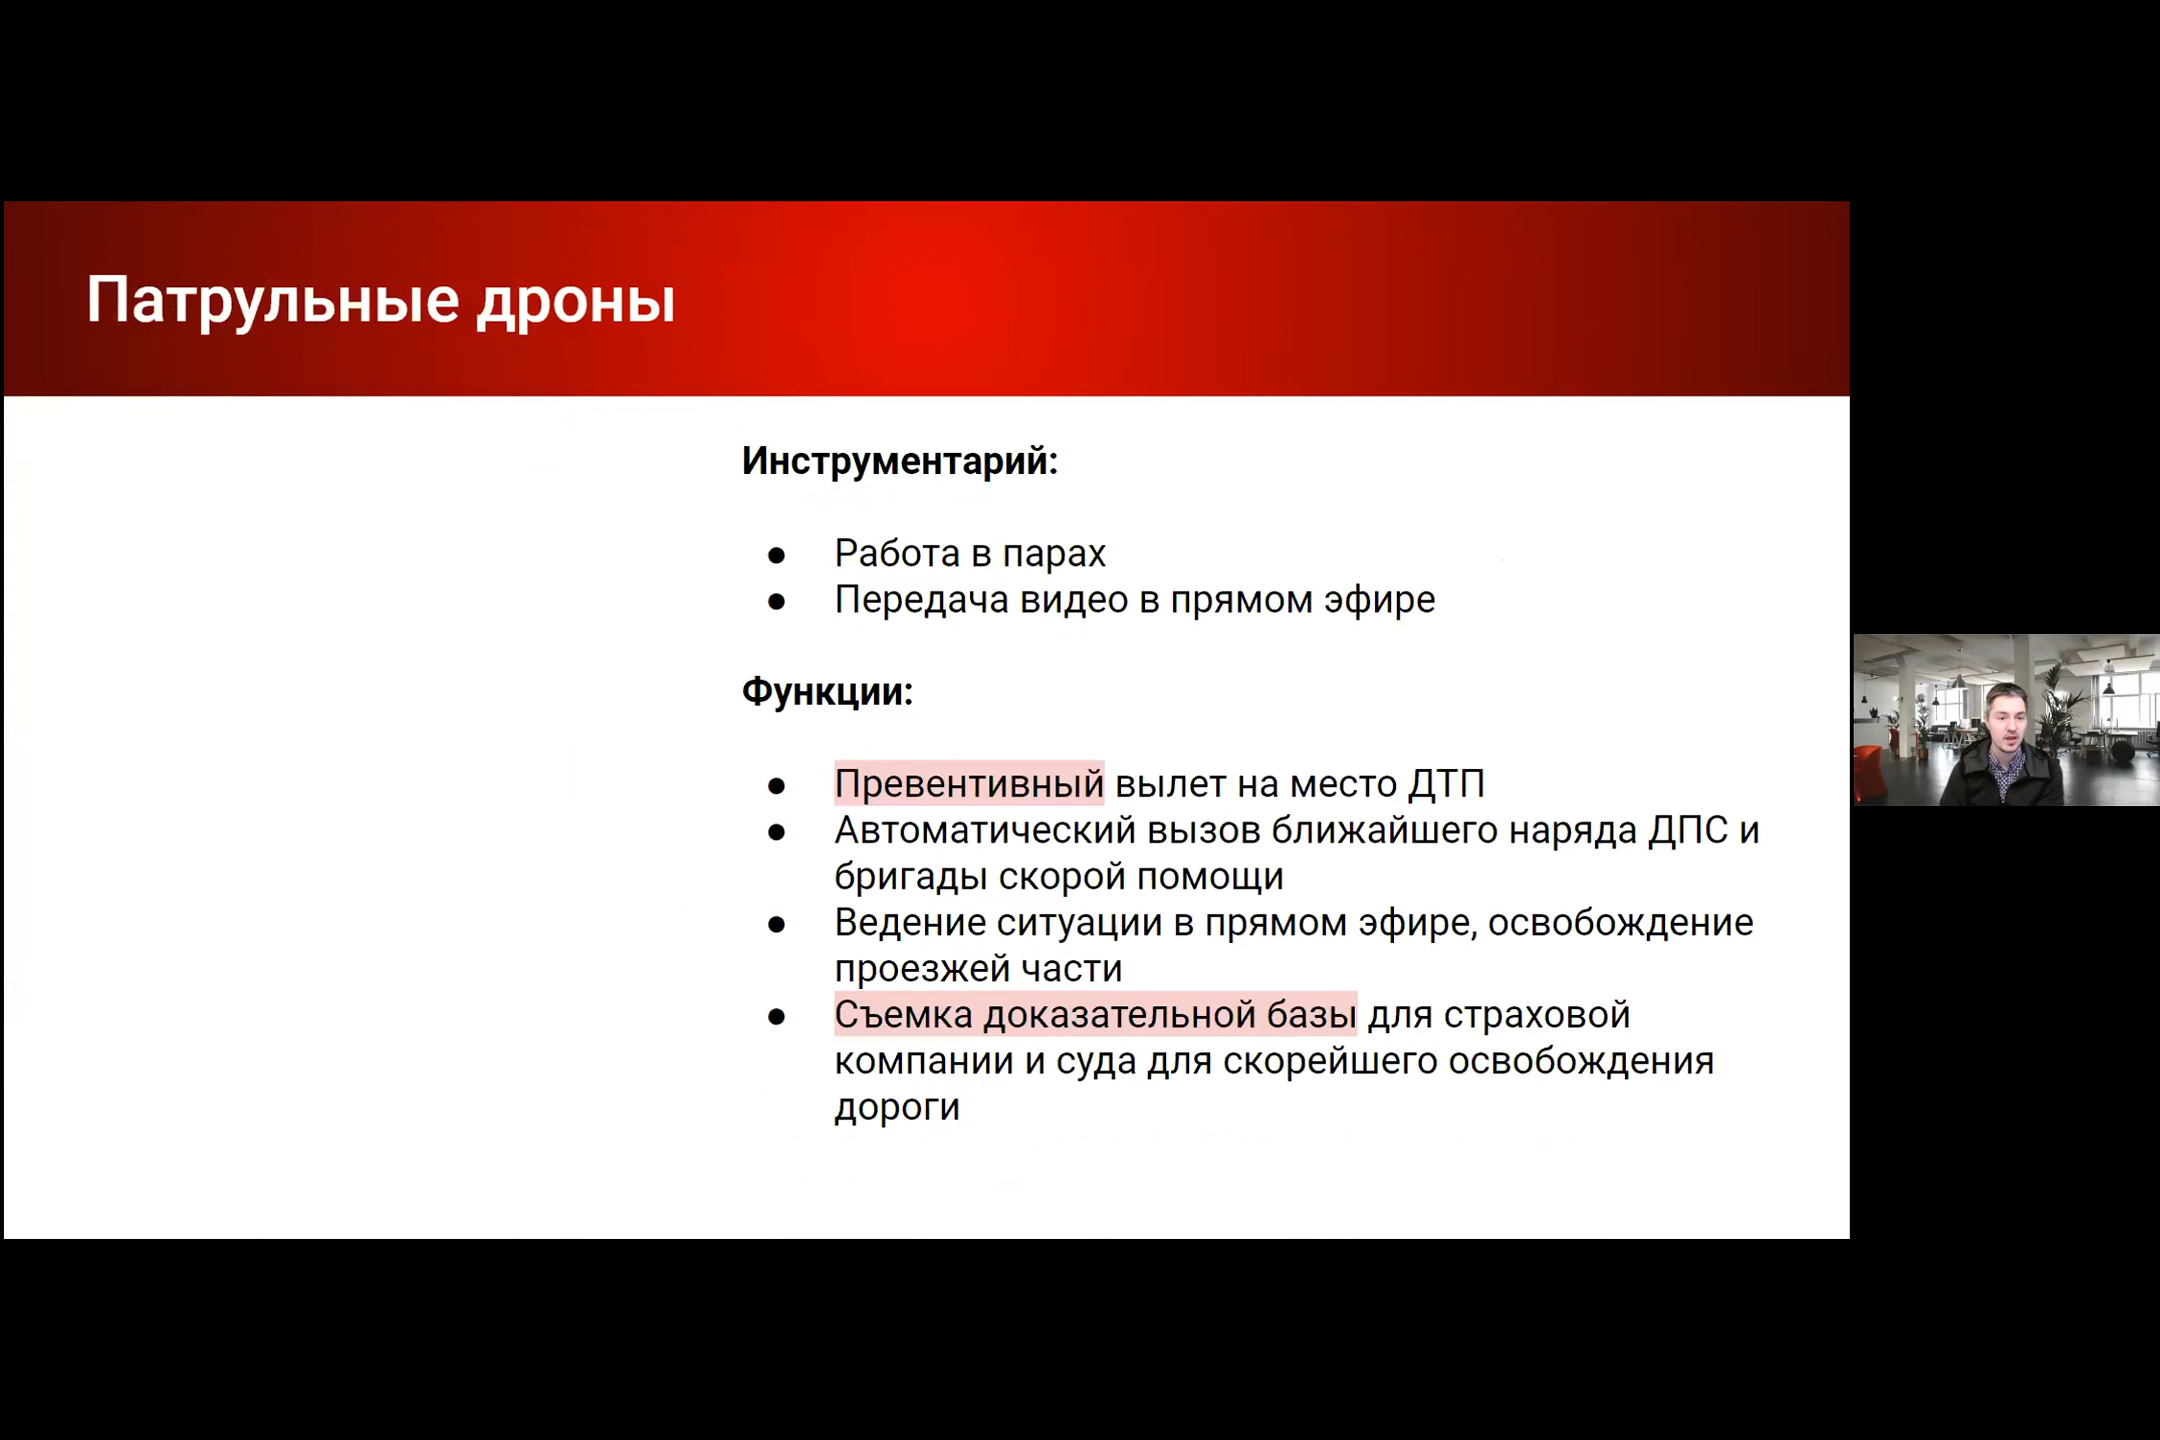 Патрульные дроны
Инструментарий:
● Работа в парах
● Передача видео в прямом эфире
Функции:
● Превентивный вылет на место ДТП
● Автоматический вызов ближайшего наряда ДПС и
бригады скорой помощи
● Ведение ситуации в прямом эфире, освобождение
проезжей части
● Съемка доказательной базы для страховой
компании и суда для скорейшего освобождения
дороги